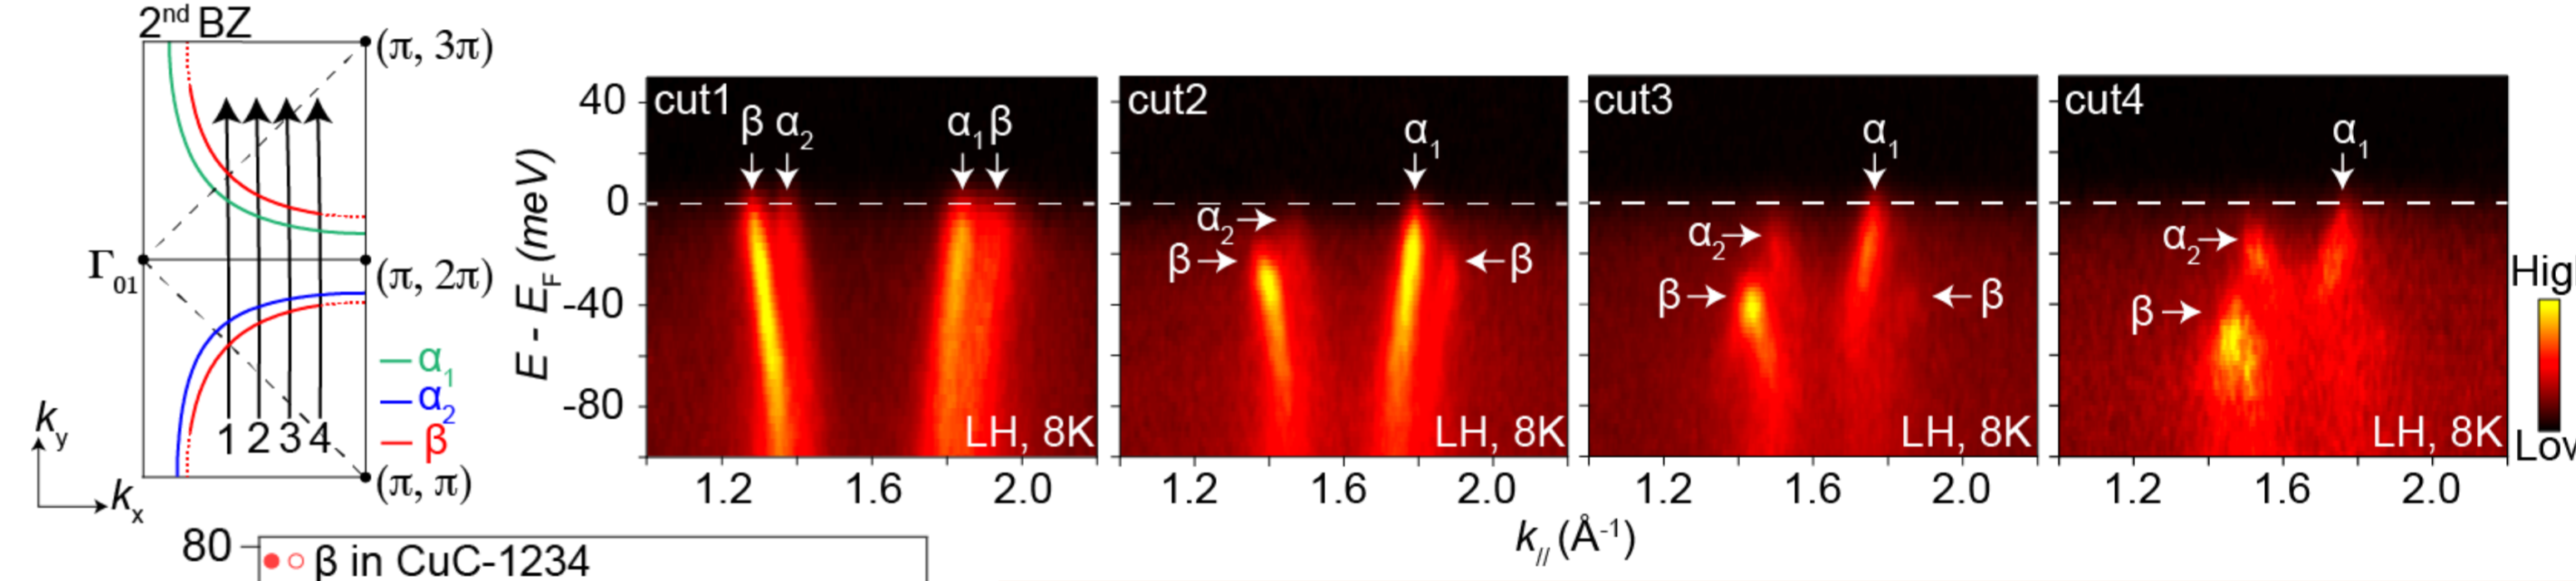 2nd BZ
(π, 3π)
Γ01
(π, 2π)
α1
α2
β
1 2 3 4
ky
kx
(π, π)
E - EF (meV)
40
0
-40
-80
cut1
β α2
α1 β
LH, 8K
1.2 1.6 2.0
cut2
α1
α2
β
β
LH, 8K
1.2 1.6 2.0
cut3
α1
α2
β
β
LH, 8K
1.2 1.6 2.0
cut4
α1
α2
β
LH, 8K
1.2 1.6 2.0
k// (Å-1)
Hig
Lov
80
β in CuC-1234